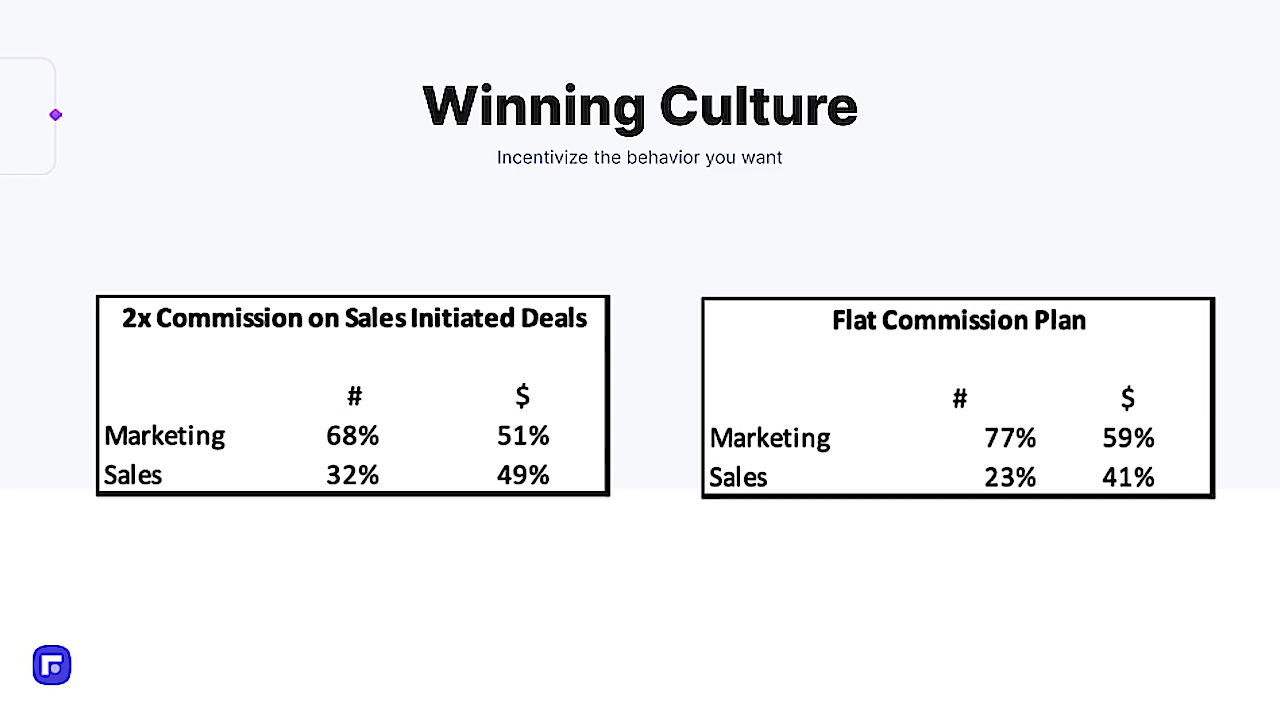 Winning Culture
Incentivize the behavior you want
2x Commission on Sales Initiated Deals
# $
Marketing 68% 51%
Sales 32% 49%
Flat Commission Plan
# $
Marketing 77% 59%
Sales 23% 41%